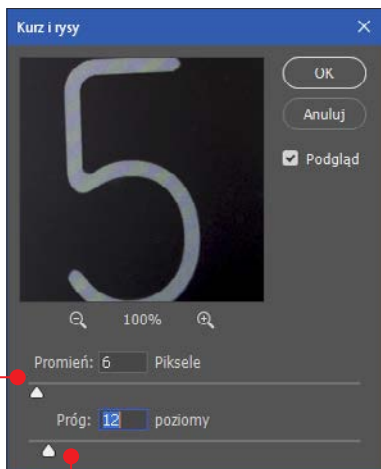 Kurz i rysy
5
OK
Anuluj
Podgląd
100%
Promień: 6 Piksele
Próg: 12 poziomy